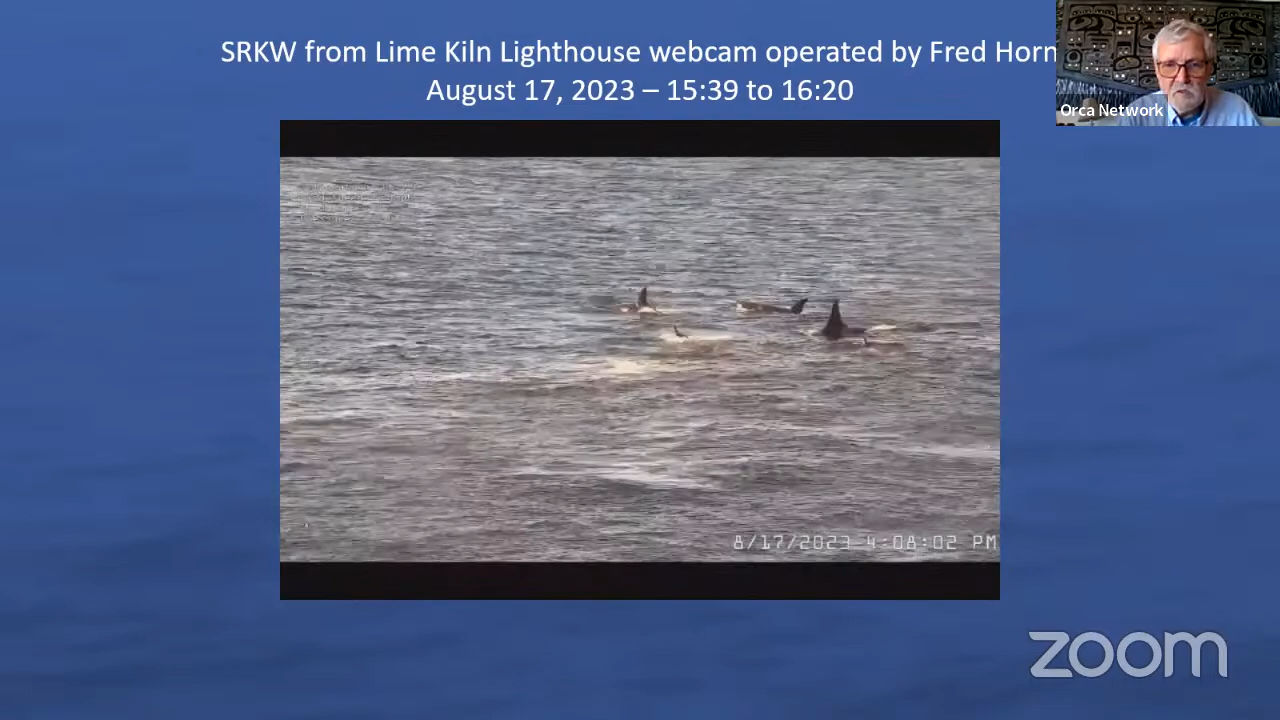 SRKW from Lime Kiln Lighthouse webcam operated by Fred Horn
August 17, 2023 – 15:39 to 16:20
Orca Network
8/17/2023 4:08:02 PM
zoom